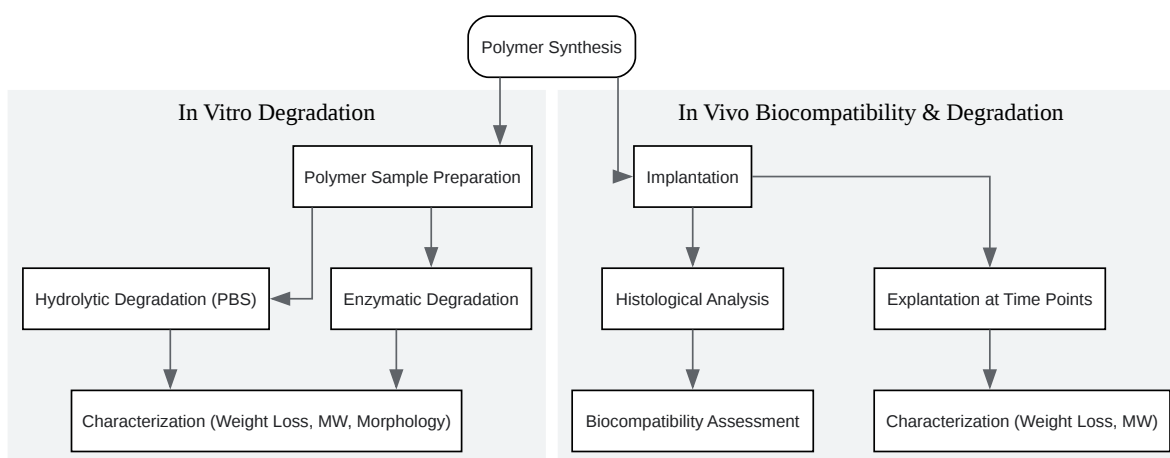 Polymer Synthesis
In Vitro Degradation
Polymer Sample Preparation
Hydrolytic Degradation (PBS)
Enzymatic Degradation
Characterization (Weight Loss, MW, Morphology)
In Vivo Biocompatibility & Degradation
Implantation
Histological Analysis
Explantation at Time Points
Biocompatibility Assessment
Characterization (Weight Loss, MW)